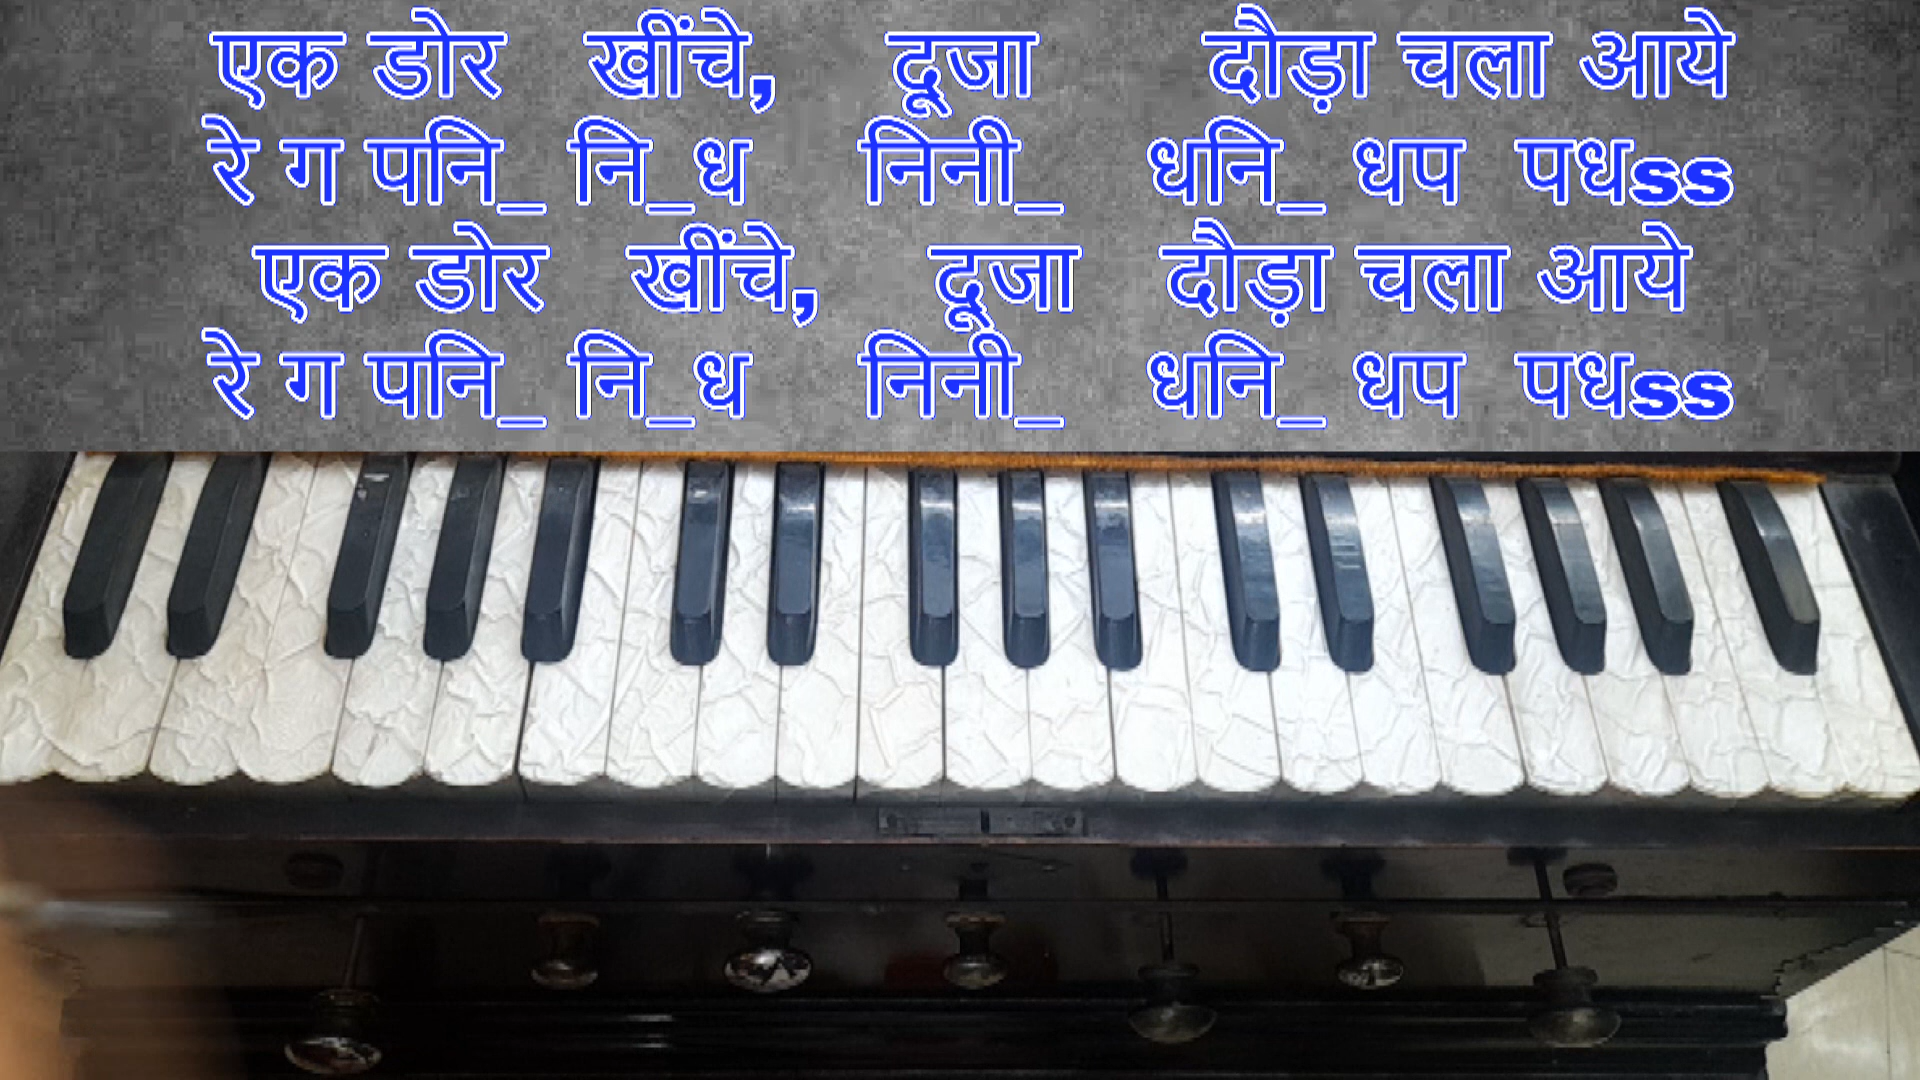 एक डोर खींचे, दूजा दौड़ा चला आये
रे ग पनि_ नि_ध निनी_ धनि_ धप पधss
एक डोर खींचे, दूजा दौड़ा चला आये
रे ग पनि_ नि_ध निनी_ धनि_ धप पधss